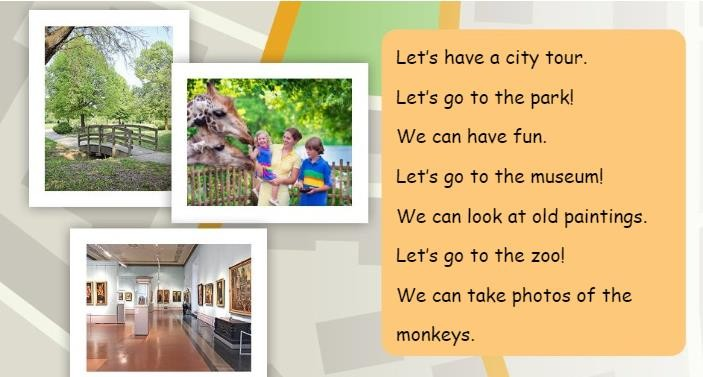 Let's have a city tour.
Let's go to the park!
We can have fun.
Let's go to the museum!
We can look at old paintings.
Let's go to the zoo!
We can take photos of the
monkeys.